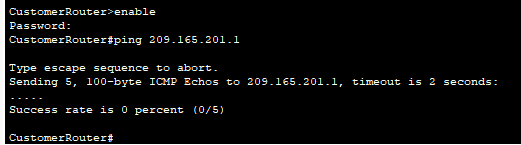 CustomerRouter>enable
Password:
CustomerRouter#ping 209.165.201.1
Type escape sequence to abort.
Sending 5, 100-byte ICMP Echos to 209.165.201.1, timeout is 2 seconds:
.....
Success rate is 0 percent (0/5)
CustomerRouter#